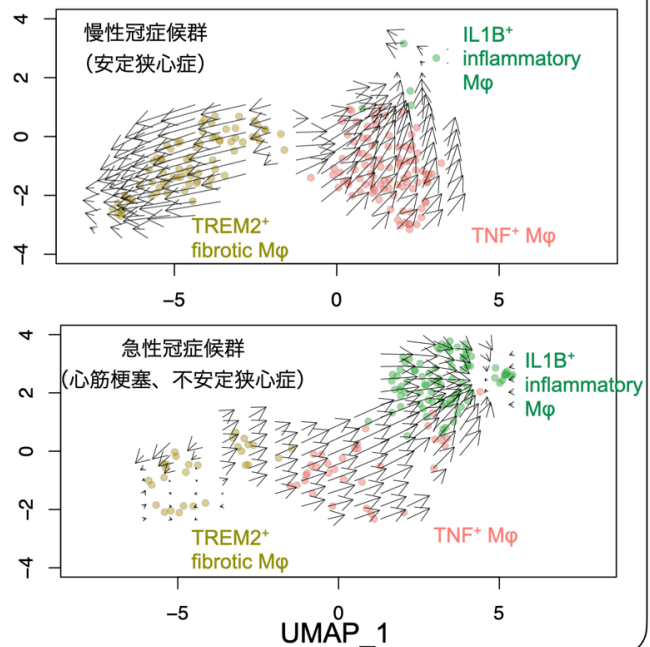 4
慢性冠症候群
（安定狭心症）
IL1B+
inflammatory
Mφ
2
0
−2
TREM2+
fibrotic Mφ
TNF+ Mφ
−4
−5
0
5
4
急性冠症候群
（心筋梗塞、不安定狭心症）
IL1B+
inflammatory
Mφ
2
0
−2
TREM2+
fibrotic Mφ
TNF+ Mφ
−4
−5
0
5
UMAP_1